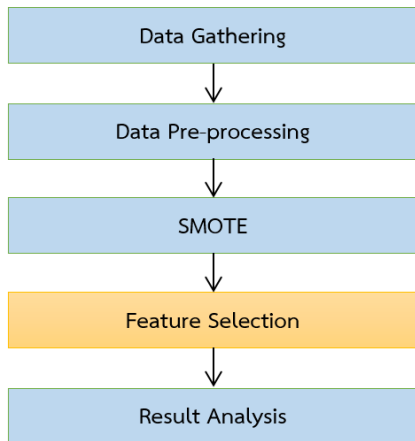 Data Gathering
Data Pre-processing
SMOTE
Feature Selection
Result Analysis